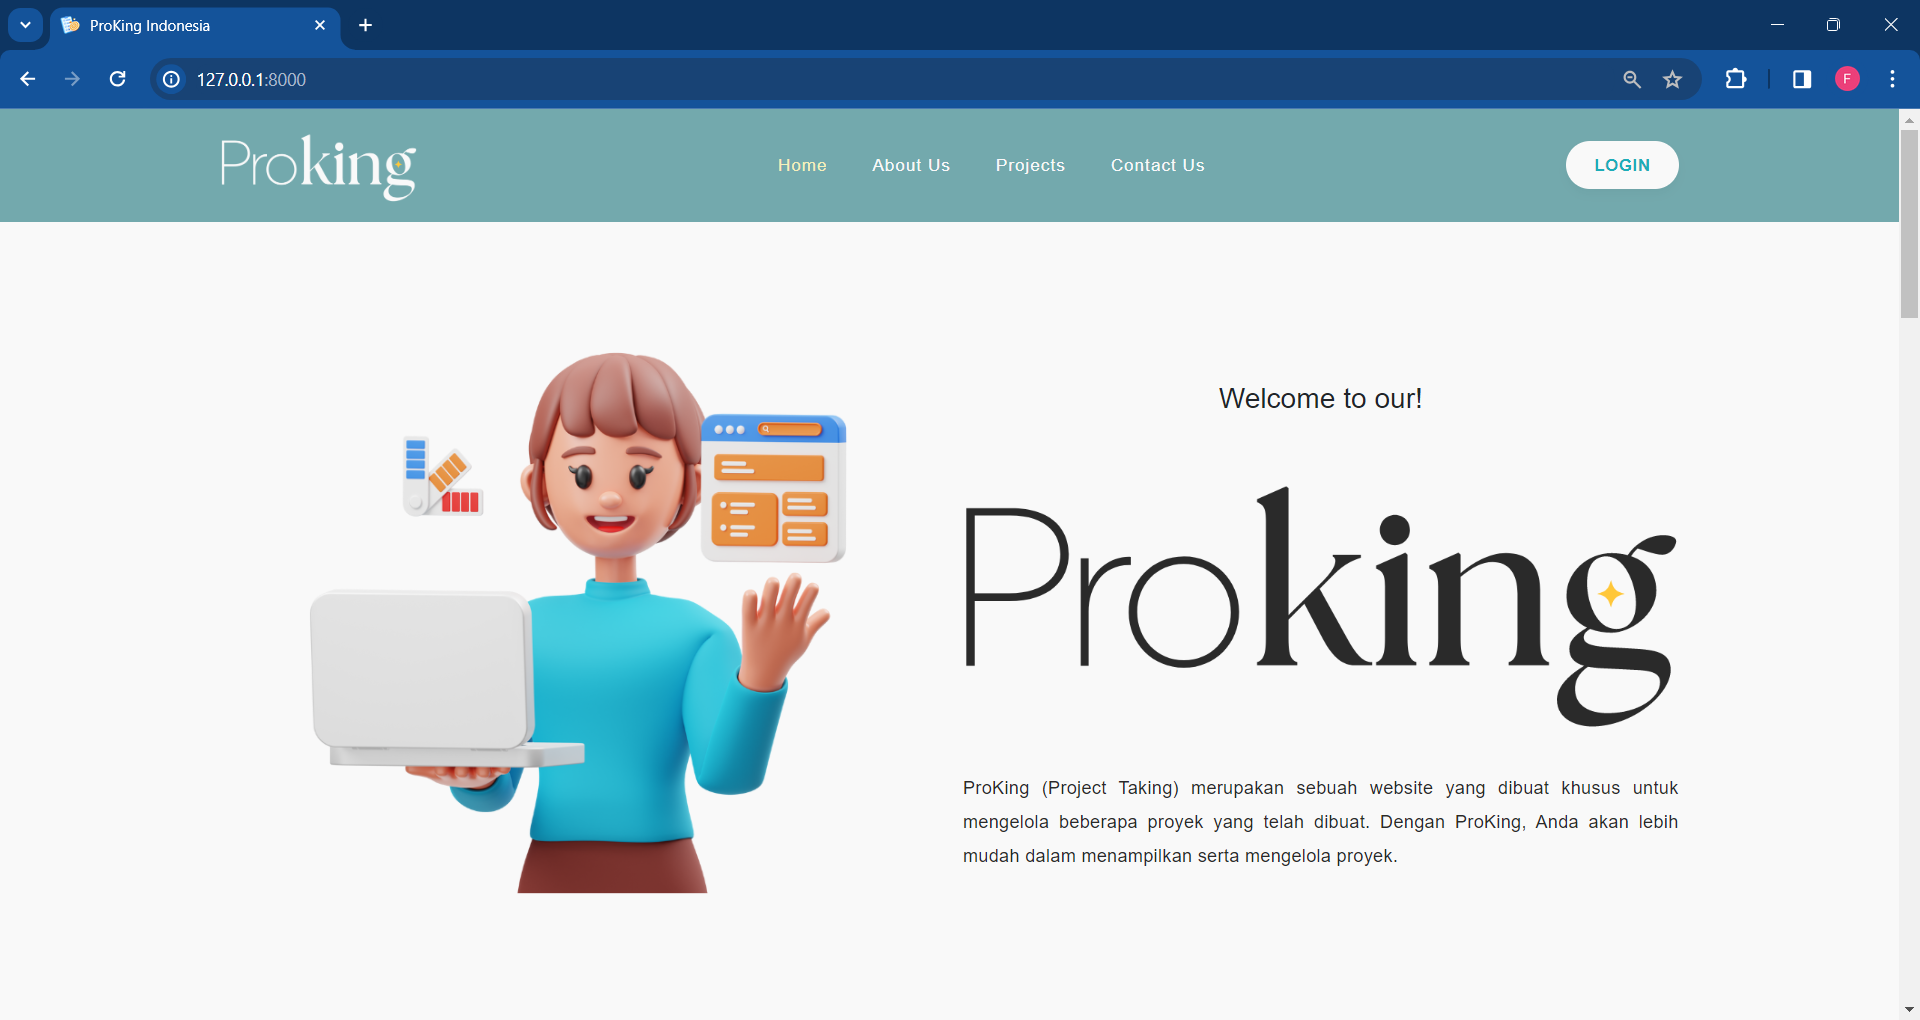 ProKing Indonesia
127.0.0.1:8000
F
Proking
Home
About Us
Projects
Contact Us
LOGIN
Welcome to our!
Proking
ProKing (Project Taking) merupakan sebuah website yang dibuat khusus untuk
mengelola beberapa proyek yang telah dibuat. Dengan ProKing, Anda akan lebih
mudah dalam menampilkan serta mengelola proyek.